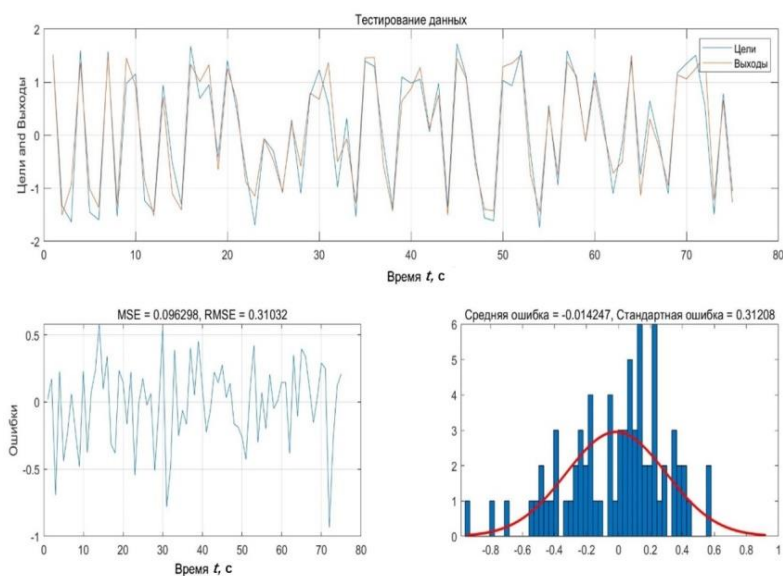 Тестирование данных
2
1
0
-1
-2
Цели and Выходы
Цели
Выходы
0 10 20 30 40 50 60 70 80
Время t, с
MSE = 0.096298, RMSE = 0.31032
0.5
0
-0.5
-1
Ошибки
0 10 20 30 40 50 60 70 80
Время t, с
Средняя ошибка = -0.014247, Стандартная ошибка = 0.31208
6
5
4
3
2
1
0
-0.8 -0.6 -0.4 -0.2 0 0.2 0.4 0.6 0.8 1